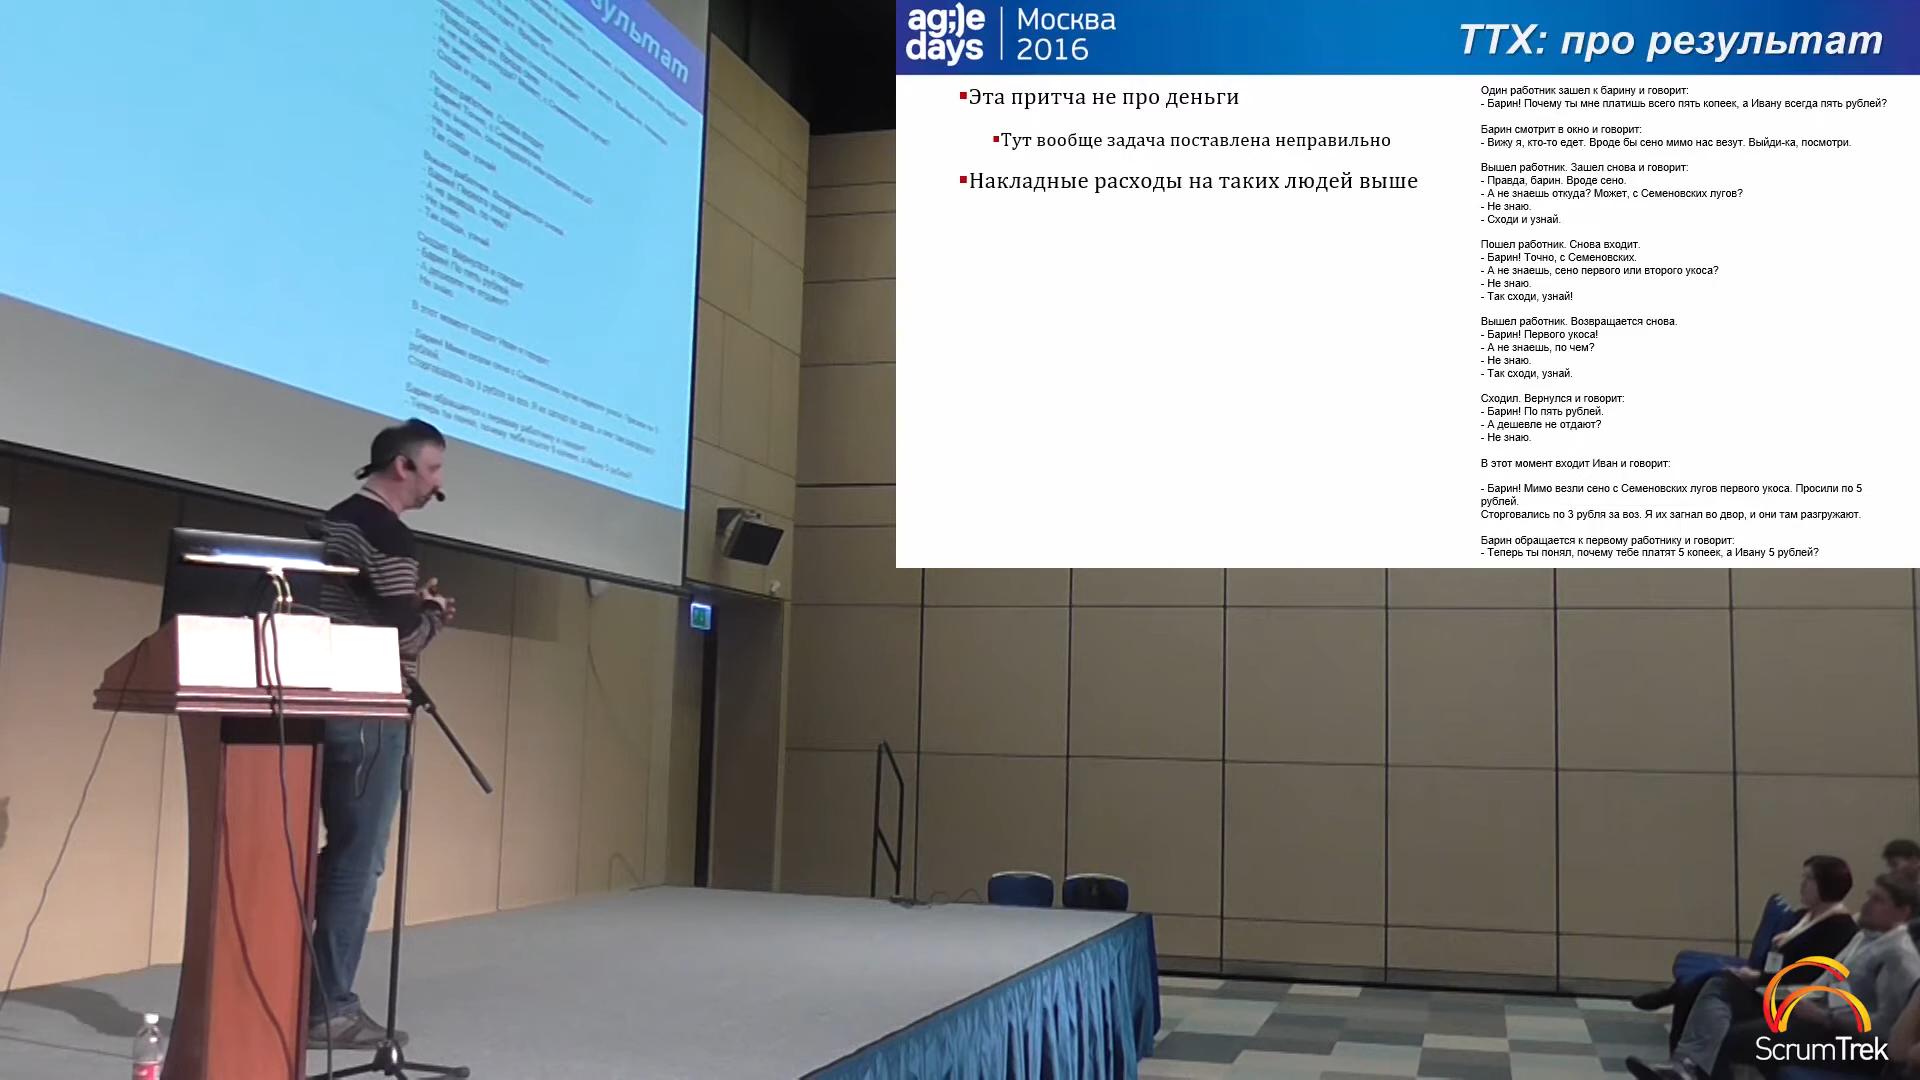 agile
days
Москва
2016
ТТХ: про результат
Эта притча не про деньги
Тут вообще задача поставлена неправильно
Накладные расходы на таких людей выше
Один работник зашел к барину и говорит:
- Барин! Почему ты мне платишь всего пять копеек, а Ивану всегда пять рублей?
Барин смотрит в окно и говорит:
- Вижу я, кто-то едет. Вроде бы сено мимо нас везут. Выйди-ка, посмотри.
Вышел работник. Зашел снова и говорит:
- Правда, барин. Вроде сено.
- А не знаешь откуда? Может, с Семеновских лугов?
- Не знаю.
- Сходи и узнай.
Пошел работник. Снова входит.
- Барин! Точно, с Семеновских.
- А не знаешь, сено первого или второго укоса?
- Не знаю.
- Так сходи, узнай!
Вышел работник. Возвращается снова.
- Барин! Первого укоса!
- А не знаешь, по чем?
- Не знаю.
- Так сходи, узнай.
Сходил. Вернулся и говорит:
- Барин! По пять рублей.
- А дешевле не отдают?
- Не знаю.
В этот момент входит Иван и говорит:
- Барин! Мимо везли сено с Семеновских лугов первого укоса. Просили по 5
рублей.
Сторговались по 3 рубля за воз. Я их загнал во двор, и они там разгружают.
Барин обращается к первому работнику и говорит:
- Теперь ты понял, почему тебе платят 5 копеек, а Ивану 5 рублей?
ScrumTrek